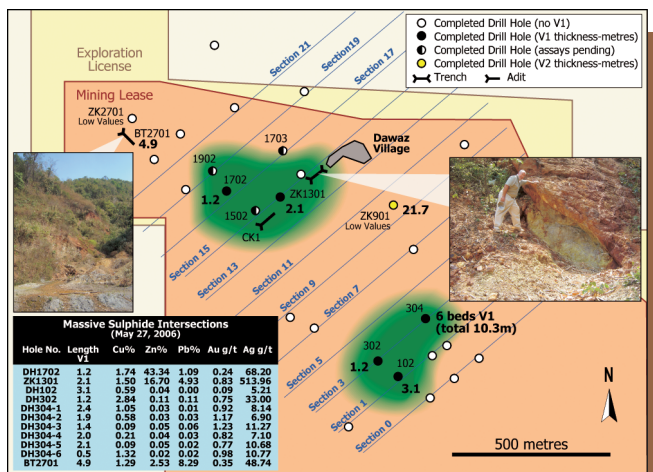 Completed Drill Hole (no V1)
Completed Drill Hole (V1 thickness-metres)
Completed Drill Hole (assays pending)
Completed Drill Hole (V2 thickness-metres)
Trench
Adit
Exploration
License
Mining Lease
Section 21
Section19
Section 17
ZK2701
Low Values
BT2701
4.9
1703
Dawaz
Village
1902
1702
1.2
ZK1301
2.1
1502
CK1
ZK901
Low Values
21.7
Section 15
Section 13
Section 11
Section 9
Section 7
Section 5
Section 3
Section 1
Section 0
304
6 beds V1
(total 10.3m)
302
1.2
102
3.1
N
500 metres
Massive Sulphide Intersections
(May 27, 2006)
Hole No. Length V1 Cu% Zn% Pb% Au g/t Ag g/t
DH1702 1.2 1.74 43.34 1.09 0.24 68.20
ZK1301 2.1 1.50 16.70 4.93 0.83 513.96
DH102 3.1 0.59 0.04 0.00 0.09 5.21
DH302 1.2 2.84 0.11 0.11 0.75 33.00
DH304-1 2.4 1.05 0.03 0.01 0.92 8.14
DH304-2 1.9 0.58 0.03 0.03 1.17 6.90
DH304-3 1.4 0.09 0.05 0.06 1.23 11.27
DH304-4 2.0 0.21 0.04 0.03 0.82 7.10
DH304-5 2.1 0.09 0.05 0.02 0.77 10.68
DH304-6 0.5 1.32 0.02 0.02 0.98 10.77
BT2701 4.9 1.29 2.53 8.29 0.35 48.74